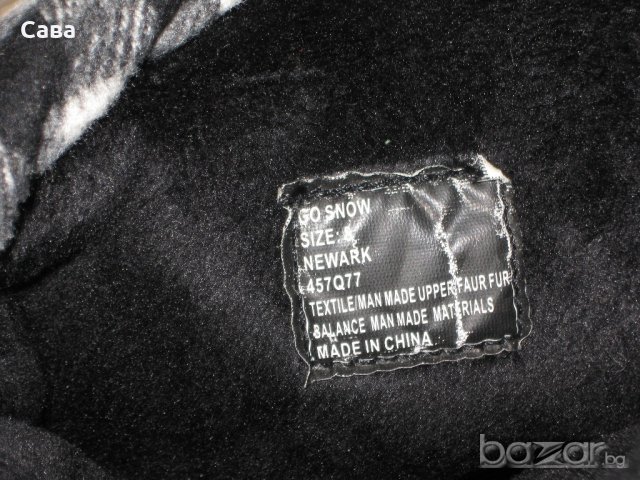 Сава
GO SNOW
SIZE:
NEWARK
457Q77
TEXTILE/MAN MADE UPPER FAUR FUR
BALANCE MAN MADE MATERIALS
MADE IN CHINA
bazar.bg